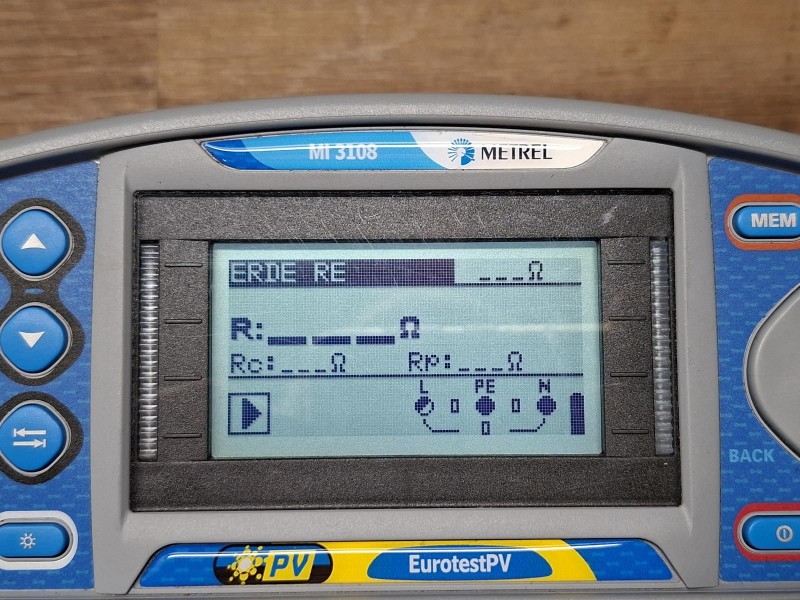 MI 3108 METREL
MEM
ERDE RE ___Ω
R:___Ω
Rc:___Ω Rp:___Ω
L PE N
BACK
PV EurotestPV